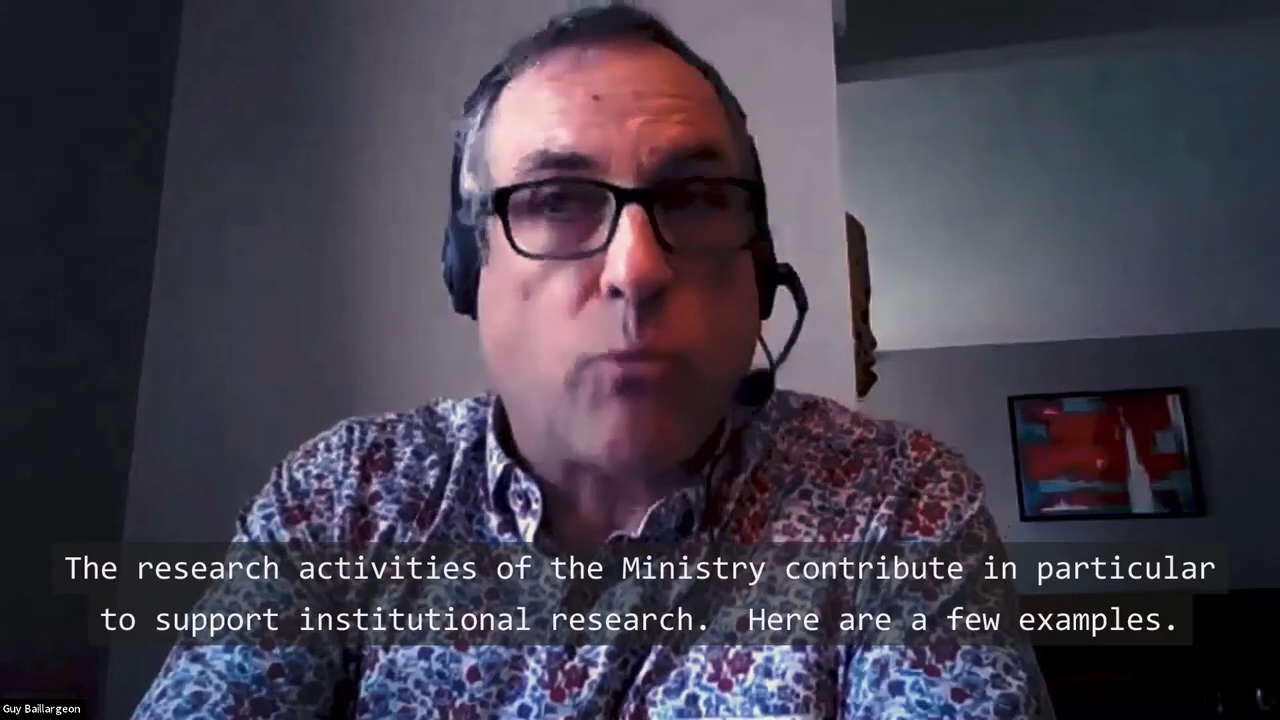 The research activities of the Ministry contribute in particular
to support institutional research.  Here are a few examples.
Guy Baillargeon